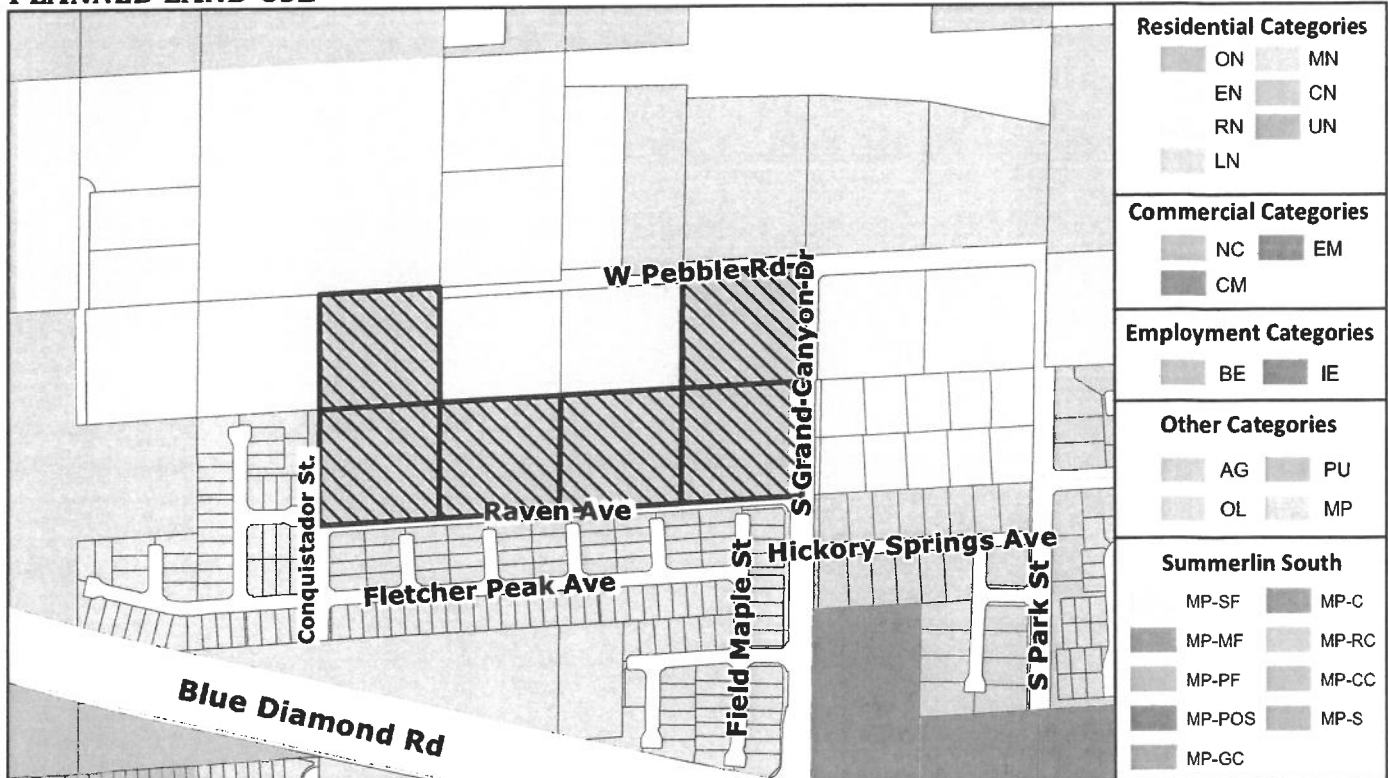 W Pebble Rd
S Grand Canyon Dr
Conquistador St.
Raven Ave
Hickory Springs Ave
Fletcher Peak Ave
Field Maple St
S Park St
Blue Diamond Rd
Residential Categories
ON MN
EN CN
RN UN
LN
Commercial Categories
NC EM
CM
Employment Categories
BE IE
Other Categories
AG PU
OL MP
Summerlin South
MP-SF MP-C
MP-MF MP-RC
MP-PF MP-CC
MP-POS MP-S
MP-GC